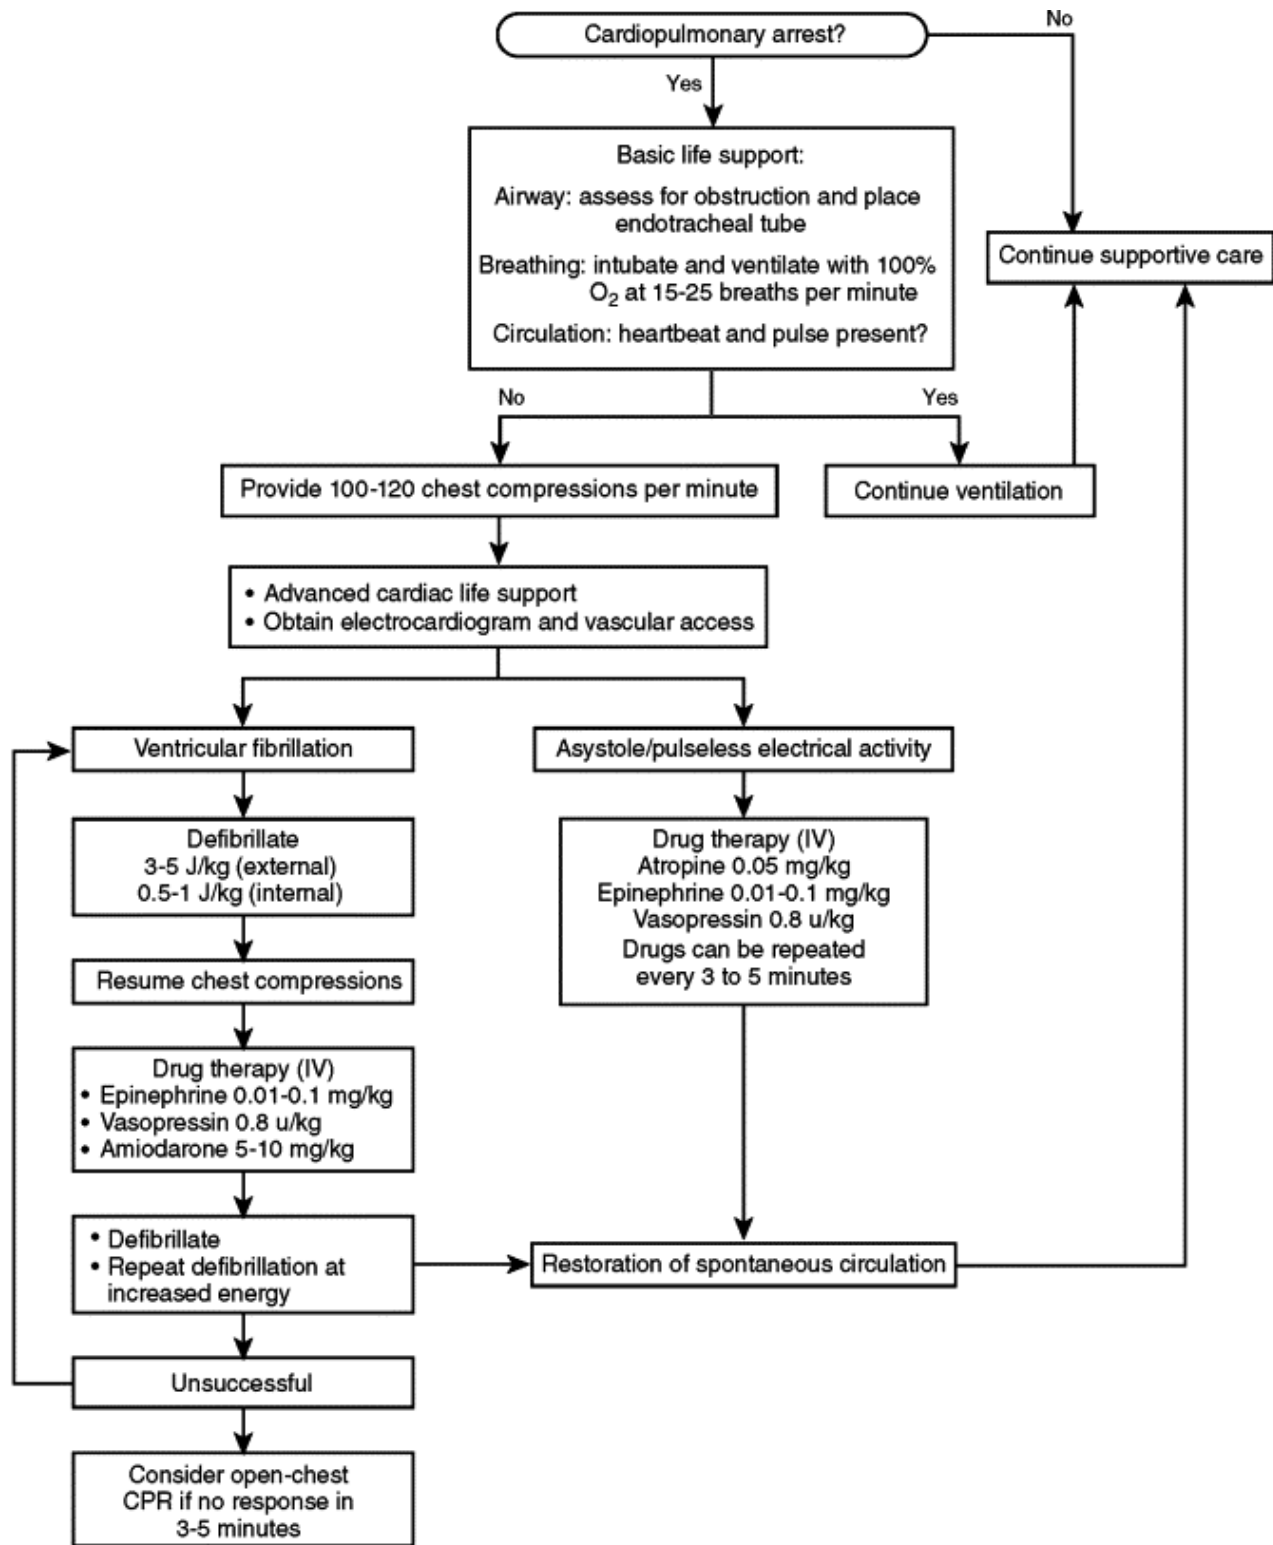 Cardiopulmonary arrest?
No
Yes
Basic life support:
Airway: assess for obstruction and place
endotracheal tube
Breathing: intubate and ventilate with 100%
O2 at 15-25 breaths per minute
Circulation: heartbeat and pulse present?
Continue supportive care
No
Yes
Provide 100-120 chest compressions per minute
Continue ventilation
• Advanced cardiac life support
• Obtain electrocardiogram and vascular access
Ventricular fibrillation
Asystole/pulseless electrical activity
Defibrillate
3-5 J/kg (external)
0.5-1 J/kg (internal)
Drug therapy (IV)
Atropine 0.05 mg/kg
Epinephrine 0.01-0.1 mg/kg
Vasopressin 0.8 u/kg
Drugs can be repeated
every 3 to 5 minutes
Resume chest compressions
Drug therapy (IV)
• Epinephrine 0.01-0.1 mg/kg
• Vasopressin 0.8 u/kg
• Amiodarone 5-10 mg/kg
• Defibrillate
• Repeat defibrillation at
increased energy
Restoration of spontaneous circulation
Unsuccessful
Consider open-chest
CPR if no response in
3-5 minutes